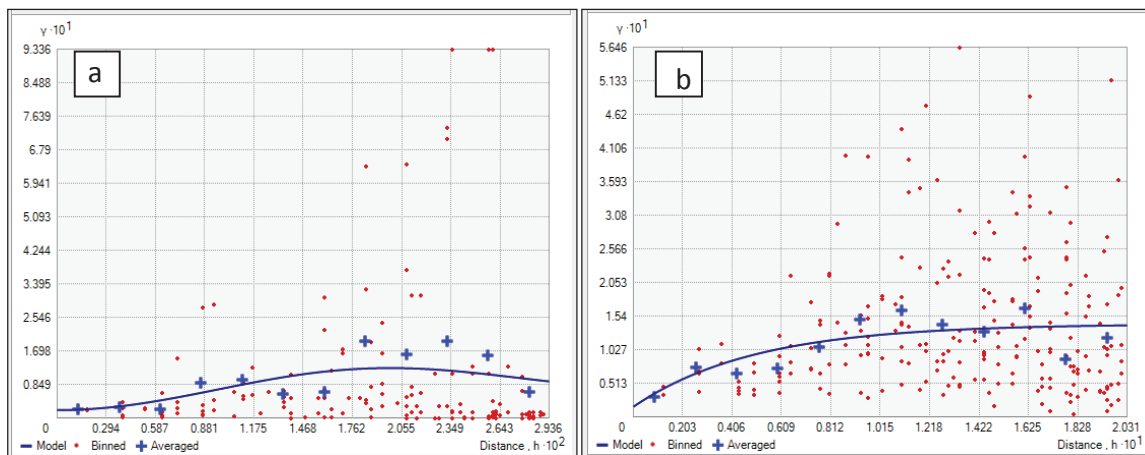 γ · 10¹
9.336
8.488
7.639
6.79
5.941
5.093
4.244
3.395
2.546
1.698
0.849
0 0.294 0.587 0.881 1.175 1.468 1.762 2.055 2.349 2.643 2.936
Model Binned Averaged Distance , h · 10²
a
γ · 10¹
5.646
5.133
4.62
4.106
3.593
3.08
2.566
2.053
1.54
1.027
0.513
0 0.203 0.406 0.609 0.812 1.015 1.218 1.422 1.625 1.828 2.031
Model Binned Averaged Distance , h · 10¹
b